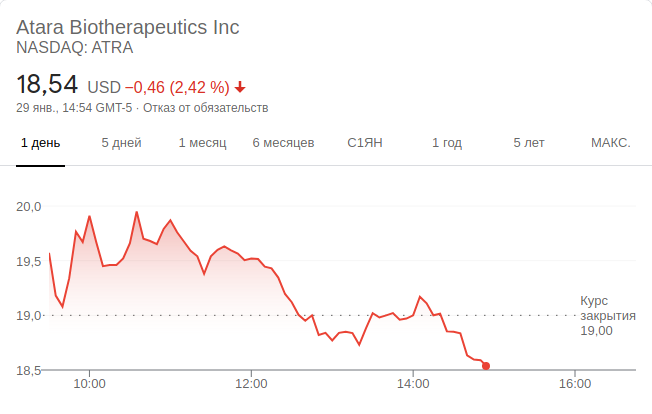 Atara Biotherapeutics Inc
NASDAQ: ATRA
18,54 USD −0,46 (2,42 %)
29 янв., 14:54 GMT-5 · Отказ от обязательств
1 день 5 дней 1 месяц 6 месяцев С1ЯН 1 год 5 лет МАКС.
20,0
19,5
19,0
18,5
Курс
закрытия
19,00
10:00 12:00 14:00 16:00